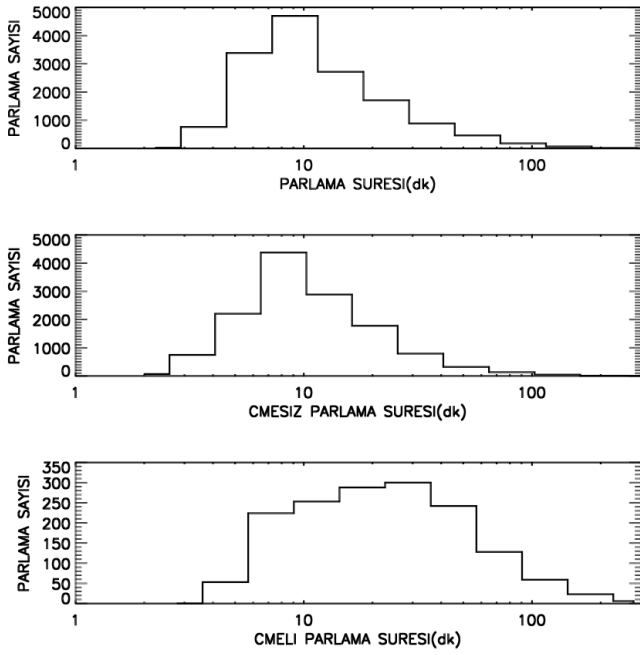 PARLAMA SAYISI
5000
4000
3000
2000
1000
0
1 10 100
PARLAMA SURESI(dk)
PARLAMA SAYISI
5000
4000
3000
2000
1000
0
1 10 100
CMESIZ PARLAMA SURESI(dk)
PARLAMA SAYISI
350
300
250
200
150
100
50
0
1 10 100
CMELI PARLAMA SURESI(dk)